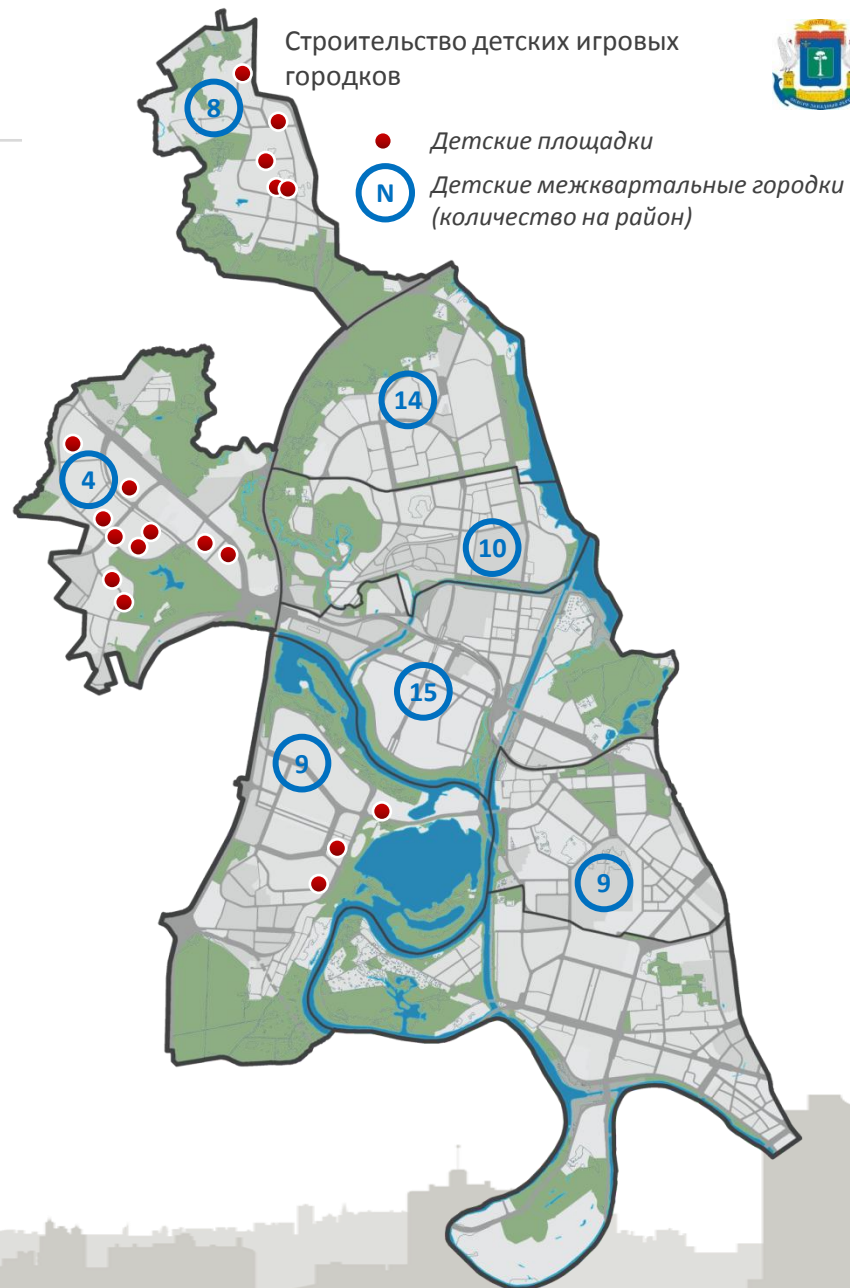 Строительство детских игровых
городков
Детские площадки
N
Детские межквартальные городки
(количество на район)
8
14
4
10
15
9
9